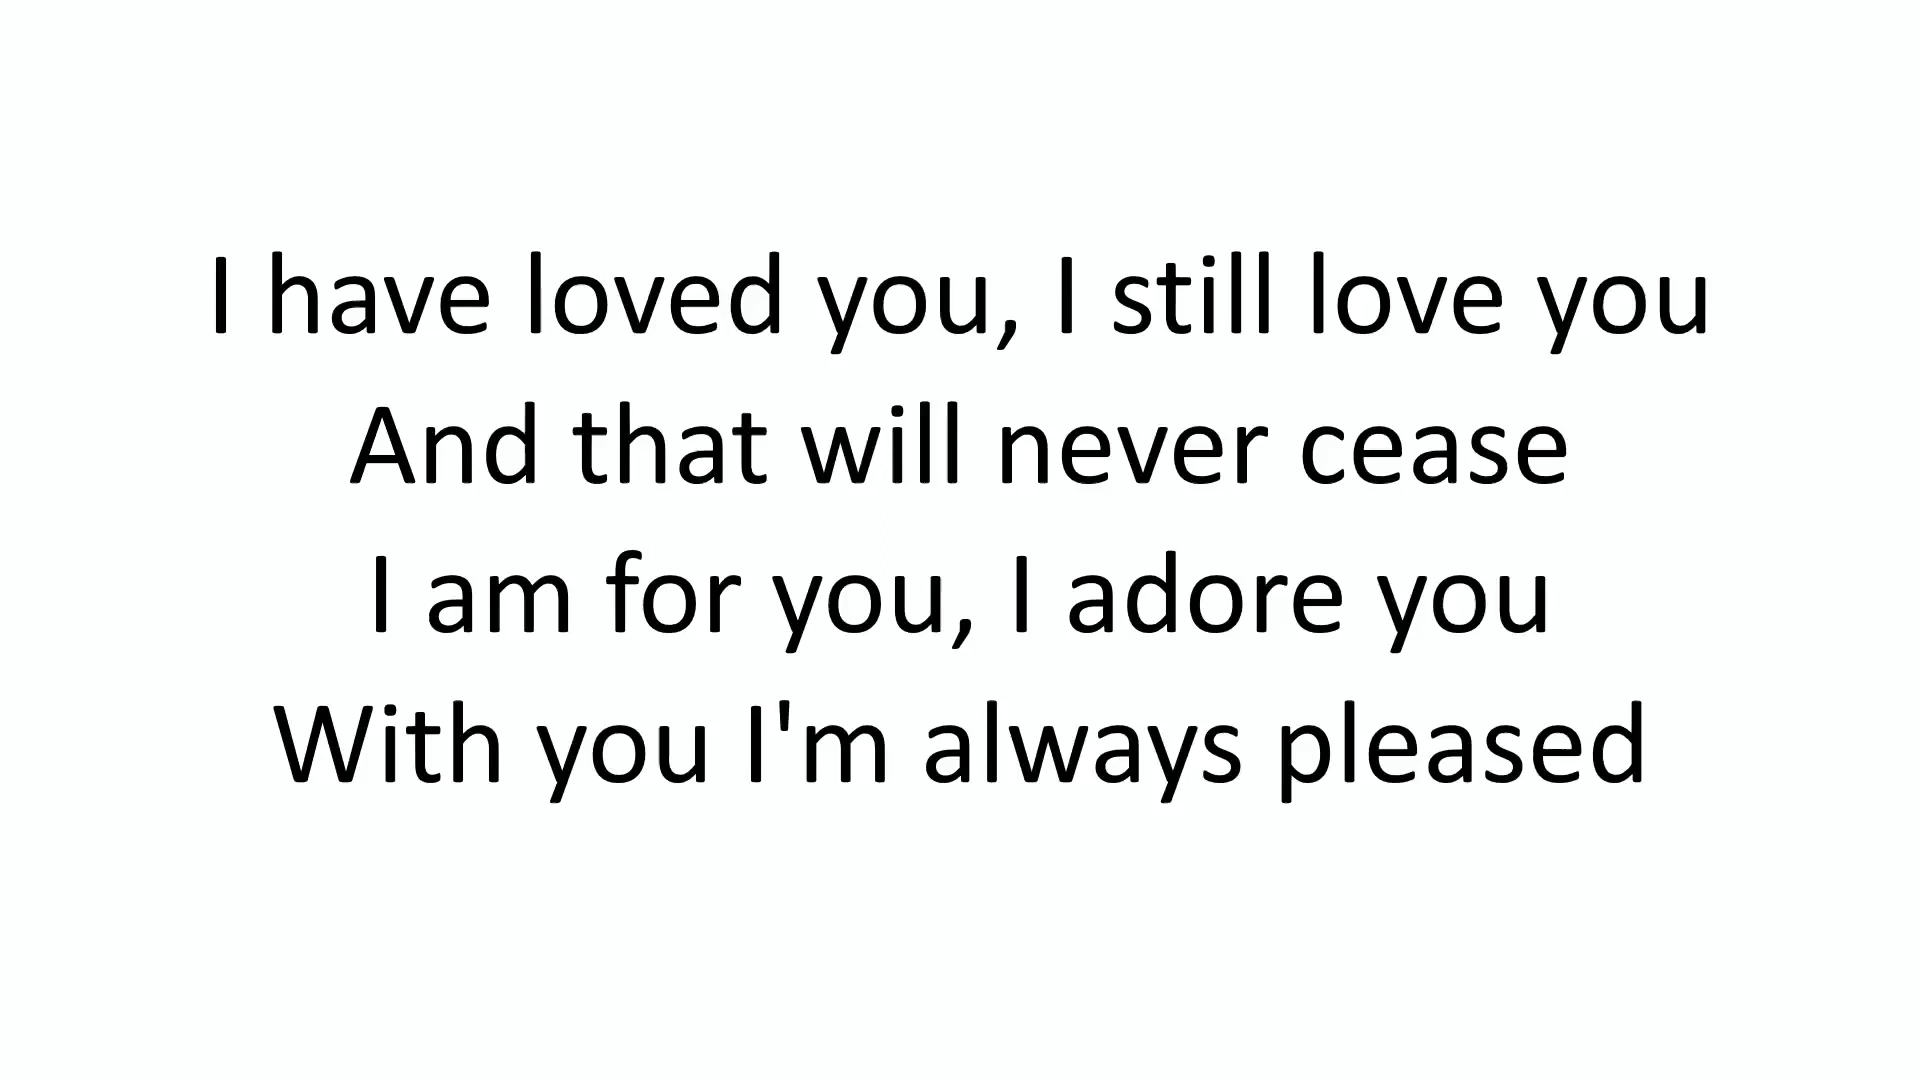 I have loved you, I still love you
And that will never cease
I am for you, I adore you
With you I'm always pleased